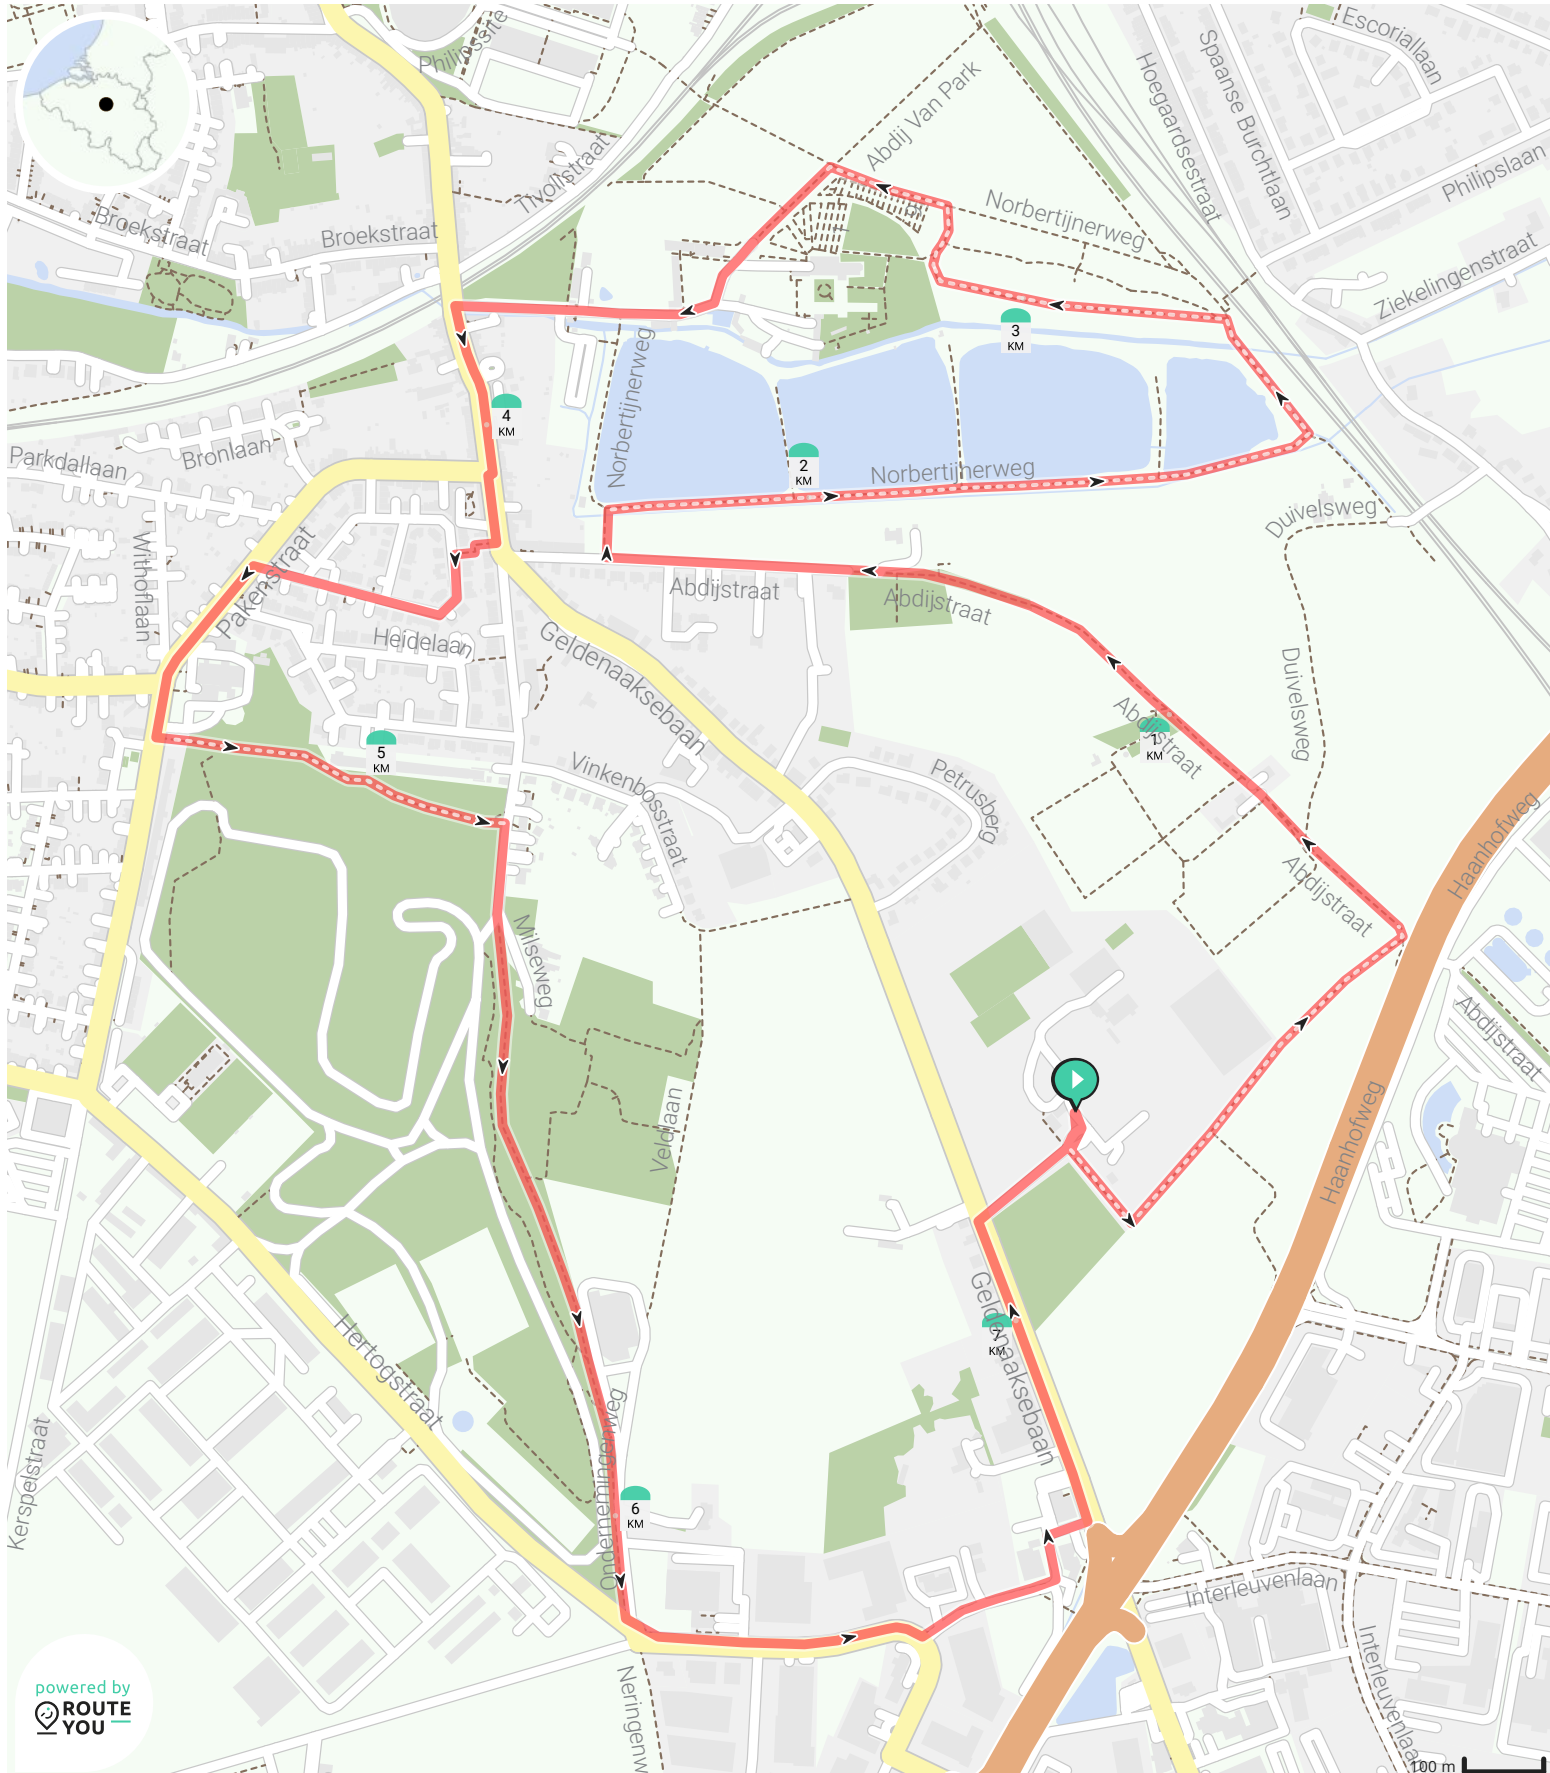 Philipssite
Escoriallaan
Hoegaardsestraat
Spaanse Burchtlaan
Abdij Van Park
Tivolistraat
Philipslaan
Broekstraat
Broekstraat
Norbertijnerweg
Ziekelingenstraat
3
KM
Norbertijnerweg
4
KM
Bronlaan
Parkdallaan
2
KM
Norbertijnerweg
Duivelsweg
Withoflaan
Pakenstraat
Abdijstraat
Abdijstraat
Heidelaan
Geldenaaksebaan
Duivelsweg
Abdijstraat
1
KM
5
KM
Vinkenbosstraat
Petrusberg
Haanhofweg
Abdijstraat
Milseweg
Abdijstraat
Veldlaan
Haanhofweg
Geldenaaksebaan
7
KM
Hertogstraat
Kerspelstraat
Ondernemingenweg
6
KM
Interleuvenlaan
Interleuvenlaan
Neringenw
powered by
ROUTE
YOU
100 m